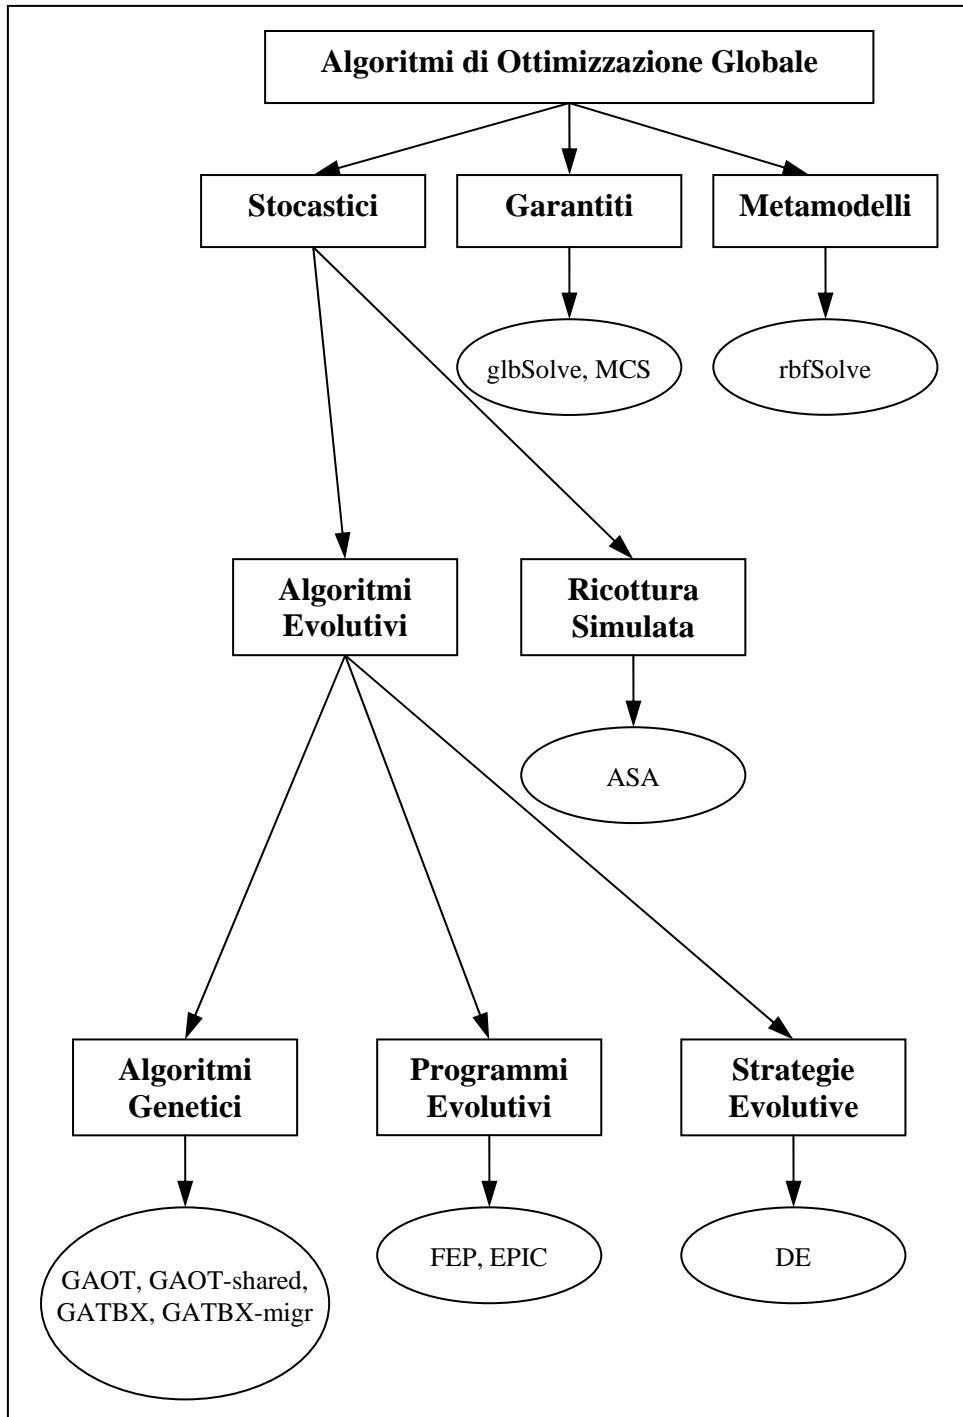 Algoritmi di Ottimizzazione Globale
Stocastici
Garantiti
Metamodelli
glbSolve, MCS
rbfSolve
Algoritmi
Evolutivi
Ricottura
Simulata
ASA
Algoritmi
Genetici
Programmi
Evolutivi
Strategie
Evolutive
GAOT, GAOT-shared,
GATBX, GATBX-migr
FEP, EPIC
DE